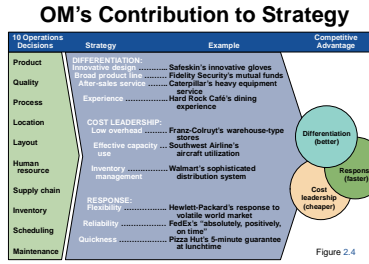 OM's Contribution to Strategy
10 Operations Decisions
Strategy
Example
Competitive Advantage
Product
Quality
Process
Location
Layout
Human resource
Supply chain
Inventory
Scheduling
Maintenance
DIFFERENTIATION:
Innovative design ............. Safeskin's innovative gloves
Broad product line ......... Fidelity Security's mutual funds
After-sales service ....... Caterpillar's heavy equipment
service
Experience .................. Hard Rock Café's dining
experience
COST LEADERSHIP:
Low overhead ........... Franz-Colruyt's warehouse-type
stores
Effective capacity .... Southwest Airline's
use aircraft utilization
Inventory ............... Walmart's sophisticated
management distribution system
RESPONSE:
Flexibility .............. Hewlett-Packard's response to
volatile world market
Reliability .............. FedEx's "absolutely, positively,
on time"
Quickness .............. Pizza Hut's 5-minute guarantee
at lunchtime
Differentiation
(better)
Respons
(faster)
Cost
leadership
(cheaper)
Figure 2.4